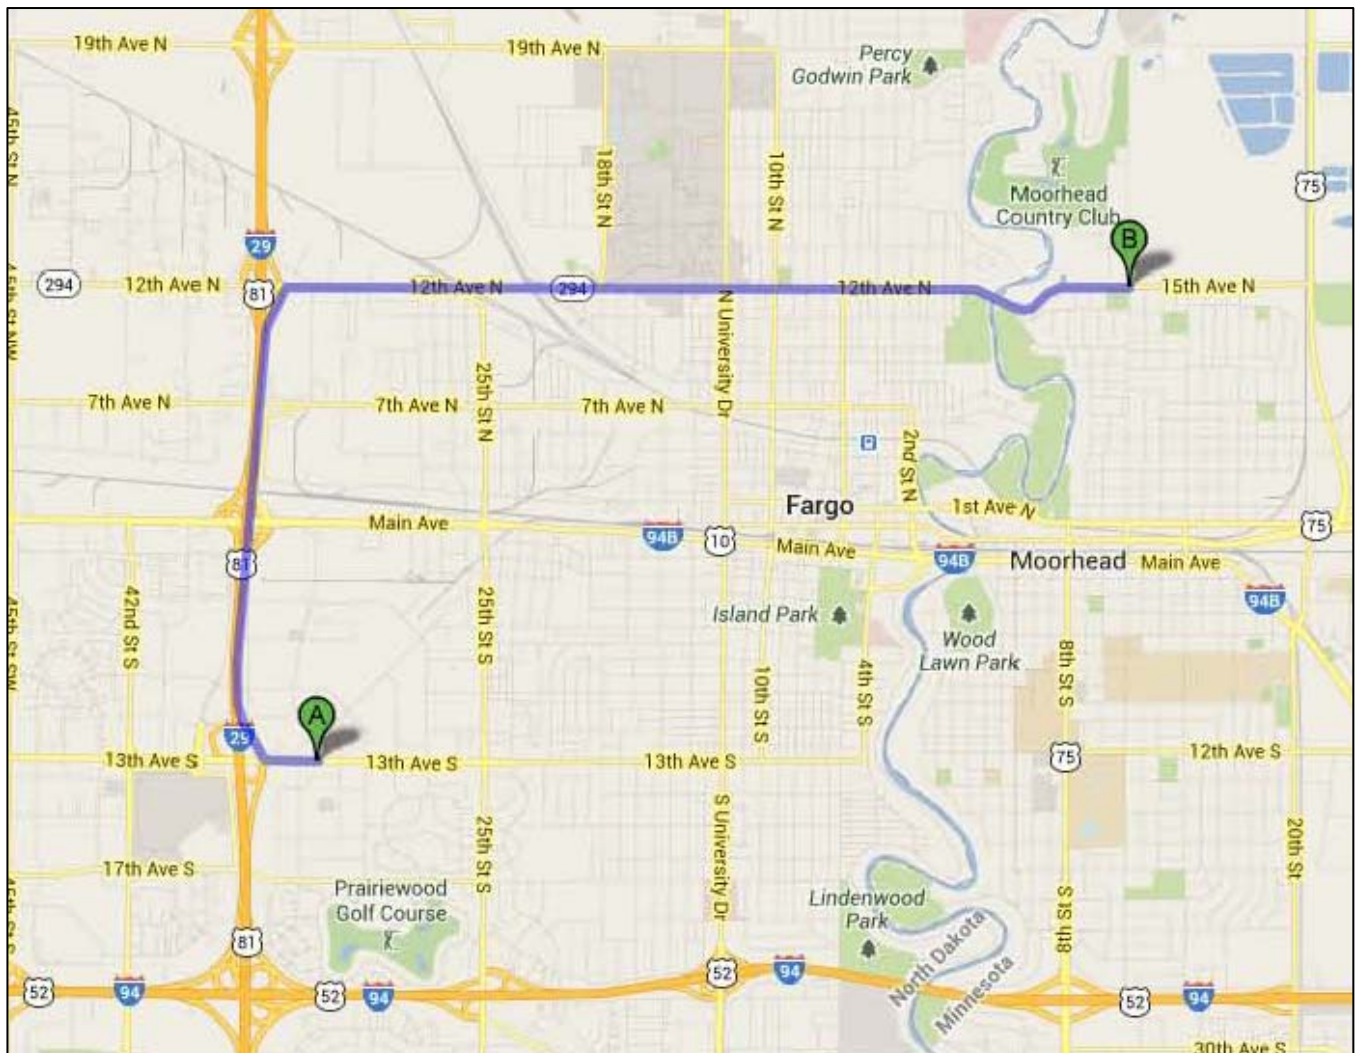 19th Ave N
19th Ave N
Percy
Godwin Park
45th St N
18th St N
10th St N
75
Moorhead
Country Club
29
B
294
12th Ave N
81
12th Ave N
294
12th Ave N
15th Ave N
N University Dr
7th Ave N
25th St N
7th Ave N
7th Ave N
2nd St N
Fargo
1st Ave N
Main Ave
94B
10
Main Ave
94B
Moorhead
Main Ave
75
81
94B
42nd St S
25th St S
Island Park
Wood
Lawn Park
8th St S
45th St SW
10th St S
4th St S
A
29
13th Ave S
13th Ave S
13th Ave S
75
12th Ave S
S University Dr
25th St S
20th St
17th Ave S
Prairiewood
Golf Course
Lindenwood
Park
8th St S
81
North Dakota
Minnesota
52
94
52
94
52
94
52
94
30th Ave S